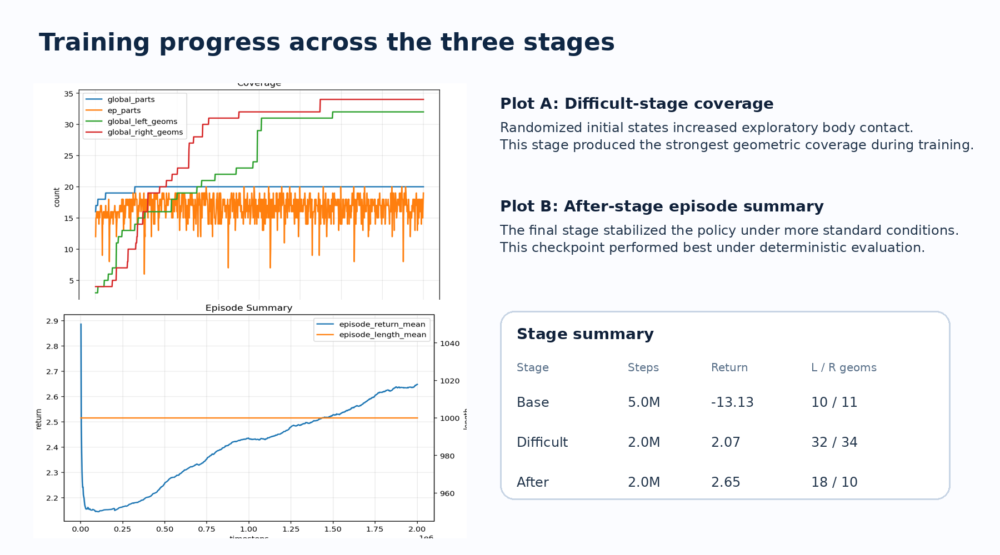 Training progress across the three stages
Coverage
35
30
25
20
15
10
5
count
global_parts
ep_parts
global_left_geoms
global_right_geoms
Episode Summary
2.9
2.8
2.7
2.6
2.5
2.4
2.3
2.2
return
episode_return_mean
episode_length_mean
1040
1020
1000
980
960
length
0.00 0.25 0.50 0.75 1.00 1.25 1.50 1.75 2.00
timesteps
1e6
Plot A: Difficult-stage coverage
Randomized initial states increased exploratory body contact.
This stage produced the strongest geometric coverage during training.
Plot B: After-stage episode summary
The final stage stabilized the policy under more standard conditions.
This checkpoint performed best under deterministic evaluation.
Stage summary
Stage Steps Return L / R geoms
Base 5.0M -13.13 10 / 11
Difficult 2.0M 2.07 32 / 34
After 2.0M 2.65 18 / 10